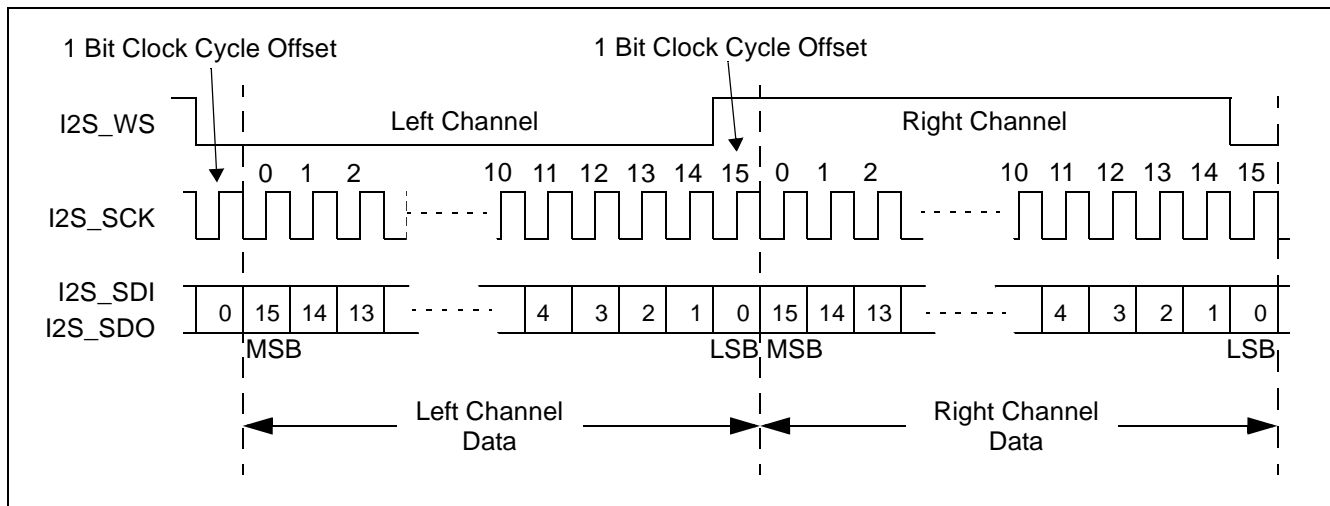 1 Bit Clock Cycle Offset 1 Bit Clock Cycle Offset
I2S_WS Left Channel Right Channel
0 1 2 10 11 12 13 14 15 0 1 2 10 11 12 13 14 15
I2S_SCK
I2S_SDI
0 15 14 13 4 3 2 1 0 15 14 13 4 3 2 1 0
I2S_SDO
MSB LSB MSB LSB
Left Channel Right Channel
Data Data